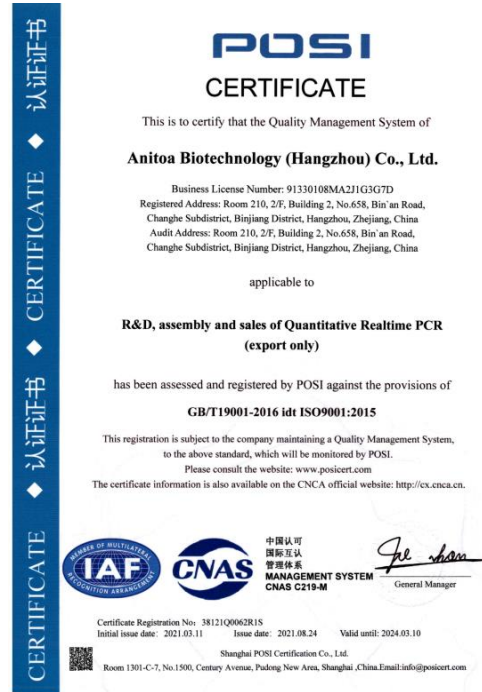 POSI
CERTIFICATE
This is to certify that the Quality Management System of
Anitoa Biotechnology (Hangzhou) Co., Ltd.
Business License Number: 91330108MA2J1G3G7D
Registered Address: Room 210, 2/F, Building 2, No.658, Bin`an Road,
Changhe Subdistrict, Binjiang District, Hangzhou, Zhejiang, China
Audit Address: Room 210, 2/F, Building 2, No.658, Bin`an Road,
Changhe Subdistrict, Binjiang District, Hangzhou, Zhejiang, China
applicable to
R&D, assembly and sales of Quantitative Realtime PCR
(export only)
has been assessed and registered by POSI against the provisions of
GB/T19001-2016 idt ISO9001:2015
This registration is subject to the company maintaining a Quality Management System,
to the above standard, which will be monitored by POSI.
Please consult the website: www.posicert.com
The certificate information is also available on the CNCA official website: http://cx.cnca.cn.
MEMBER OF MULTILATERAL
IAF
RECOGNITION ARRANGEMENT
CNAS
中国认可
国际互认
管理体系
MANAGEMENT SYSTEM
CNAS C219-M
General Manager
Certificate Registration No: 38121Q0062R1S
Initial issue date: 2021.03.11 Issue date: 2021.08.24 Valid until: 2024.03.10
Shanghai POSI Certification Co., Ltd.
Room 1301-C-7, No.1500, Century Avenue, Pudong New Area, Shanghai ,China.Email:info@posicert.com
CERTIFICATE ◆ 认证证书 ◆ CERTIFICATE ◆ 认证证书